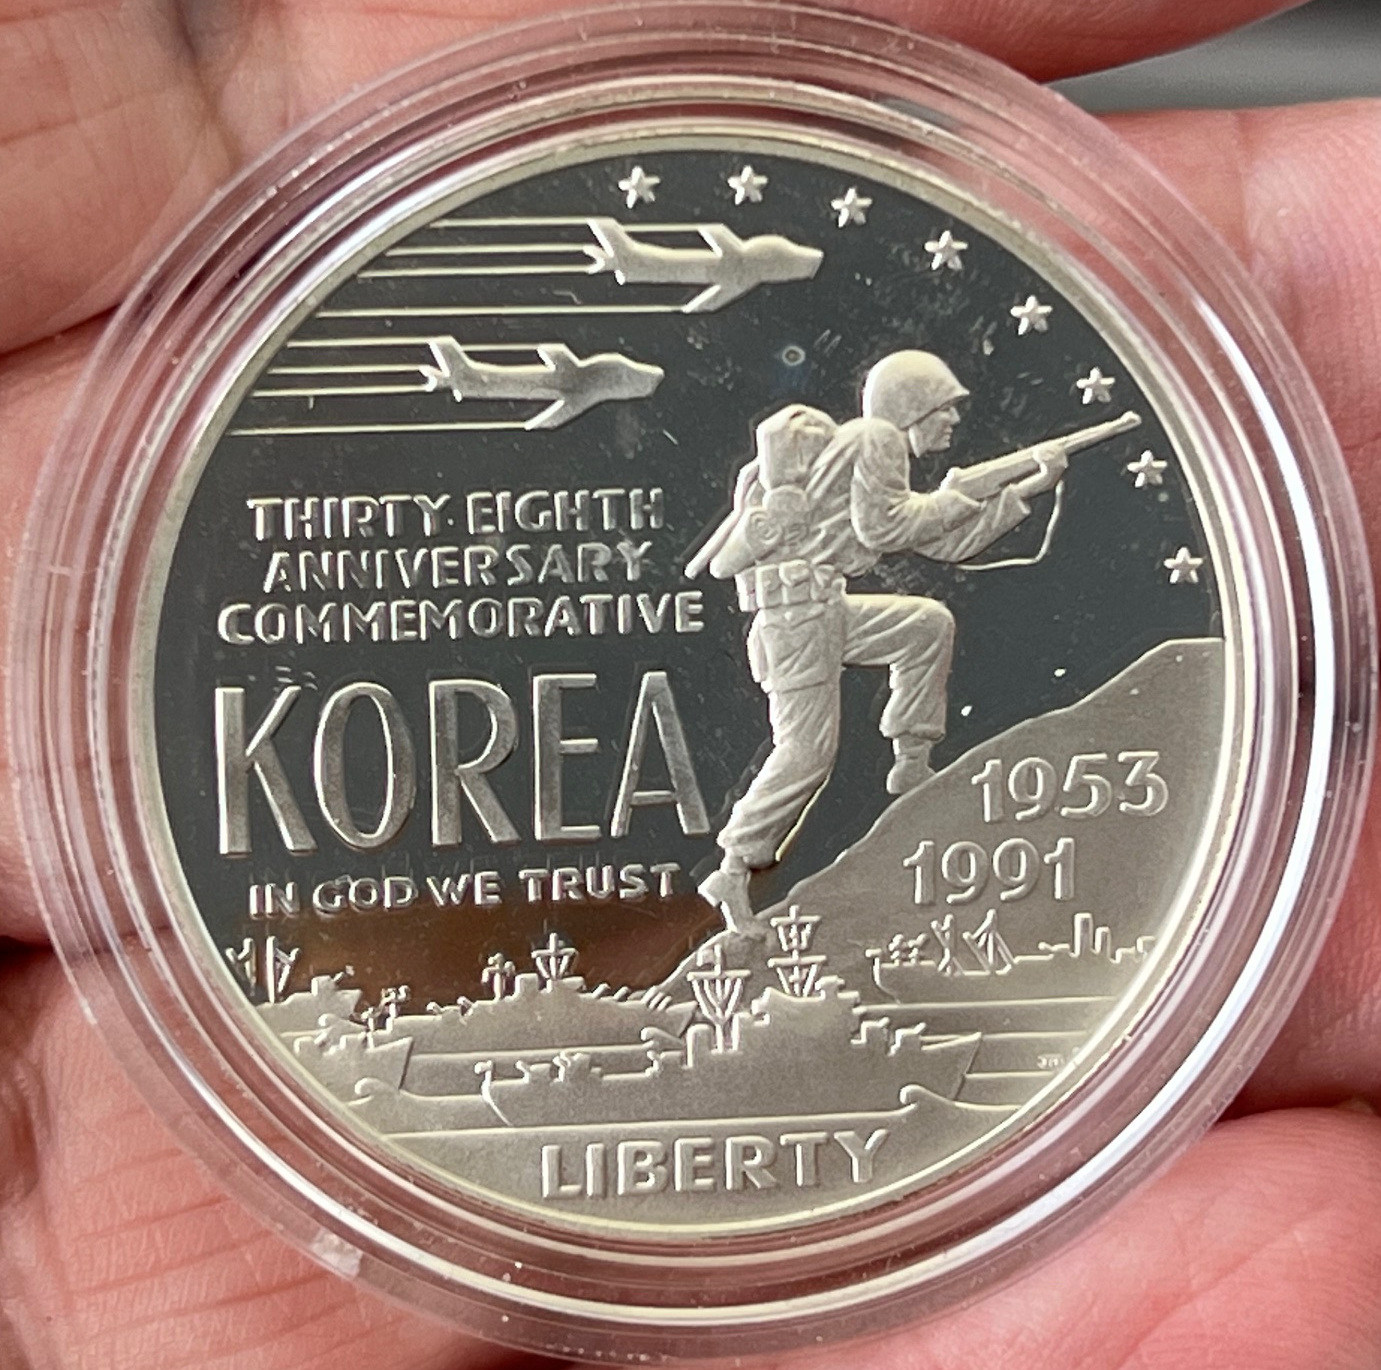 THIRTY-EIGHTH
ANNIVERSARY
COMMEMORATIVE
KOREA
IN GOD WE TRUST
1953
1991
LIBERTY